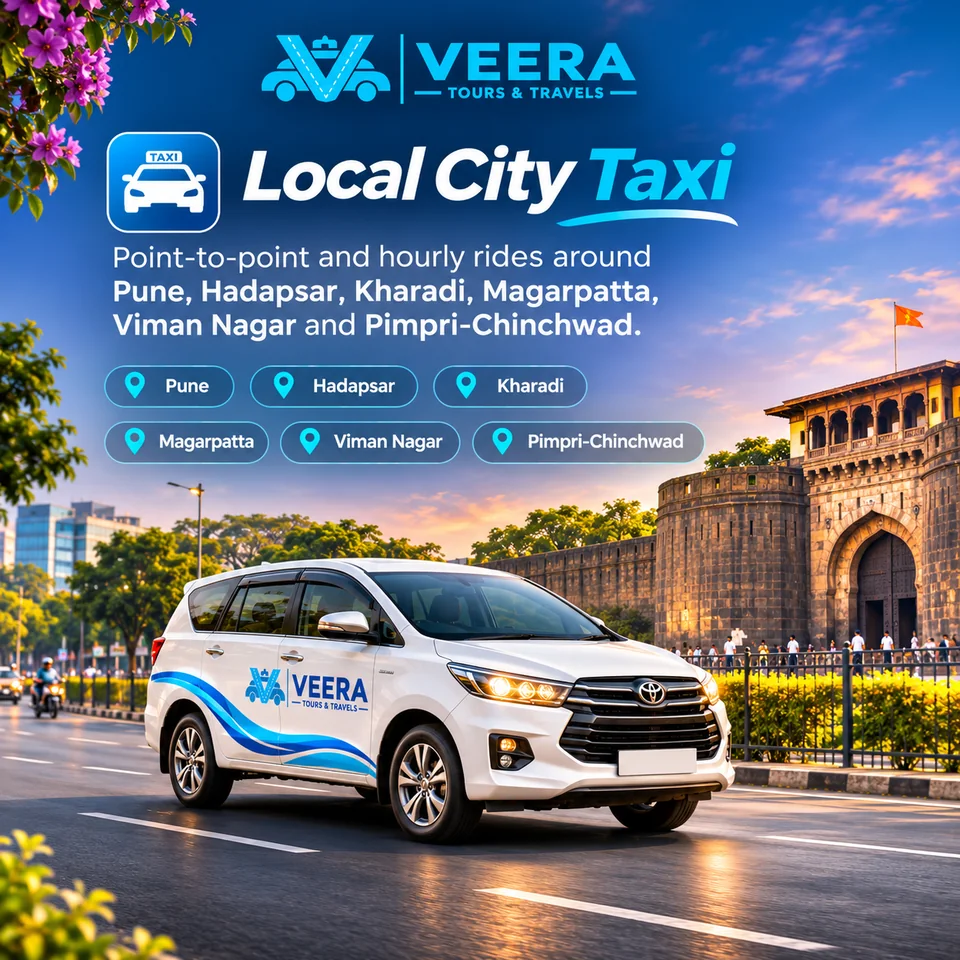 VEERA
TOURS & TRAVELS
TAXI
Local City Taxi
Point-to-point and hourly rides around
Pune, Hadapsar, Kharadi, Magarpatta,
Viman Nagar and Pimpri-Chinchwad.
Pune
Hadapsar
Kharadi
Magarpatta
Viman Nagar
Pimpri-Chinchwad
VEERA
TOURS & TRAVELS